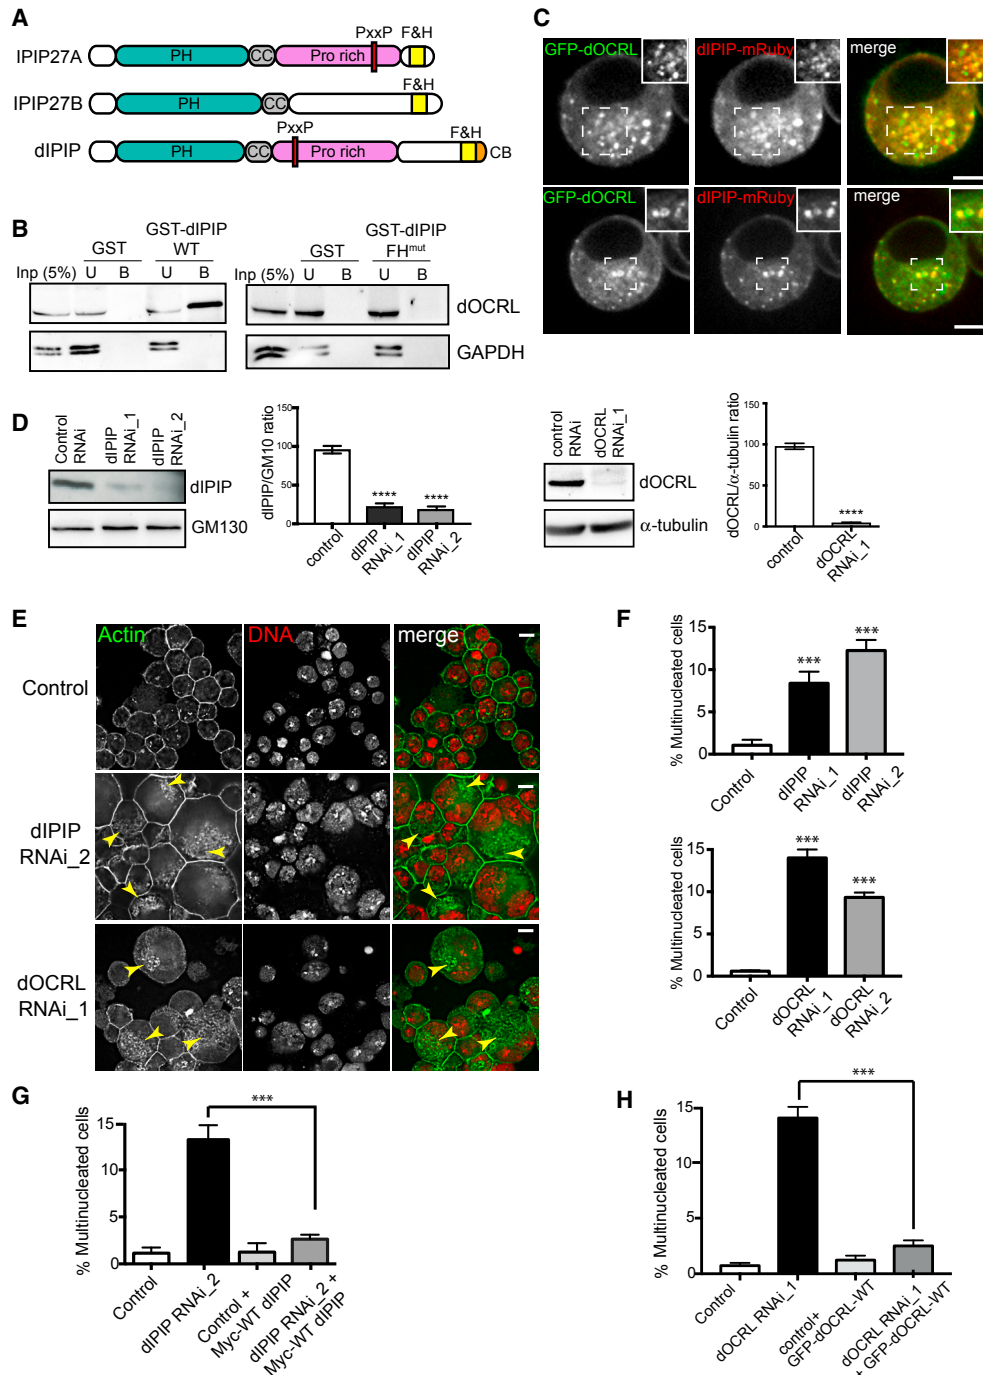 A
PxxP
F&H
IPIP27A
PH
CC
Pro rich
F&H
IPIP27B
PH
CC
PxxP
F&H
dIPIP
PH
CC
Pro rich
CB
B
GST
GST-dIPIP
WT
GST
GST-dIPIP
FHmut
Inp (5%)
U
B
U
B
Inp (5%)
U
B
U
B
dOCRL
GAPDH
C
GFP-dOCRL
dIPIP-mRuby
merge
GFP-dOCRL
dIPIP-mRuby
merge
D
Control
RNAi
dIPIP
RNAi_1
dIPIP
RNAi_2
dIPIP
GM130
dIPIP/GM10 ratio
150
100
50
0
****
****
control
dIPIP
RNAi_1
dIPIP
RNAi_2
control
RNAi
dOCRL
RNAi_1
dOCRL
α-tubulin
dOCRL/α-tubulin ratio
150
100
50
0
****
control
dOCRL
RNAi_1
E
Actin
DNA
merge
Control
dIPIP
RNAi_2
dOCRL
RNAi_1
F
% Multinucleated cells
15
10
5
0
***
***
Control
dIPIP
RNAi_1
dIPIP
RNAi_2
% Multinucleated cells
15
10
5
0
***
***
Control
dOCRL
RNAi_1
dOCRL
RNAi_2
G
% Multinucleated cells
15
10
5
0
***
Control
dIPIP RNAi_2
Control +
Myc-WT dIPIP
dIPIP RNAi_2 +
Myc-WT dIPIP
H
% Multinucleated cells
15
10
5
0
***
Control
dOCRL RNAi_1
control+
GFP-dOCRL-WT
dOCRL RNAi_1
+ GFP-dOCRL-WT